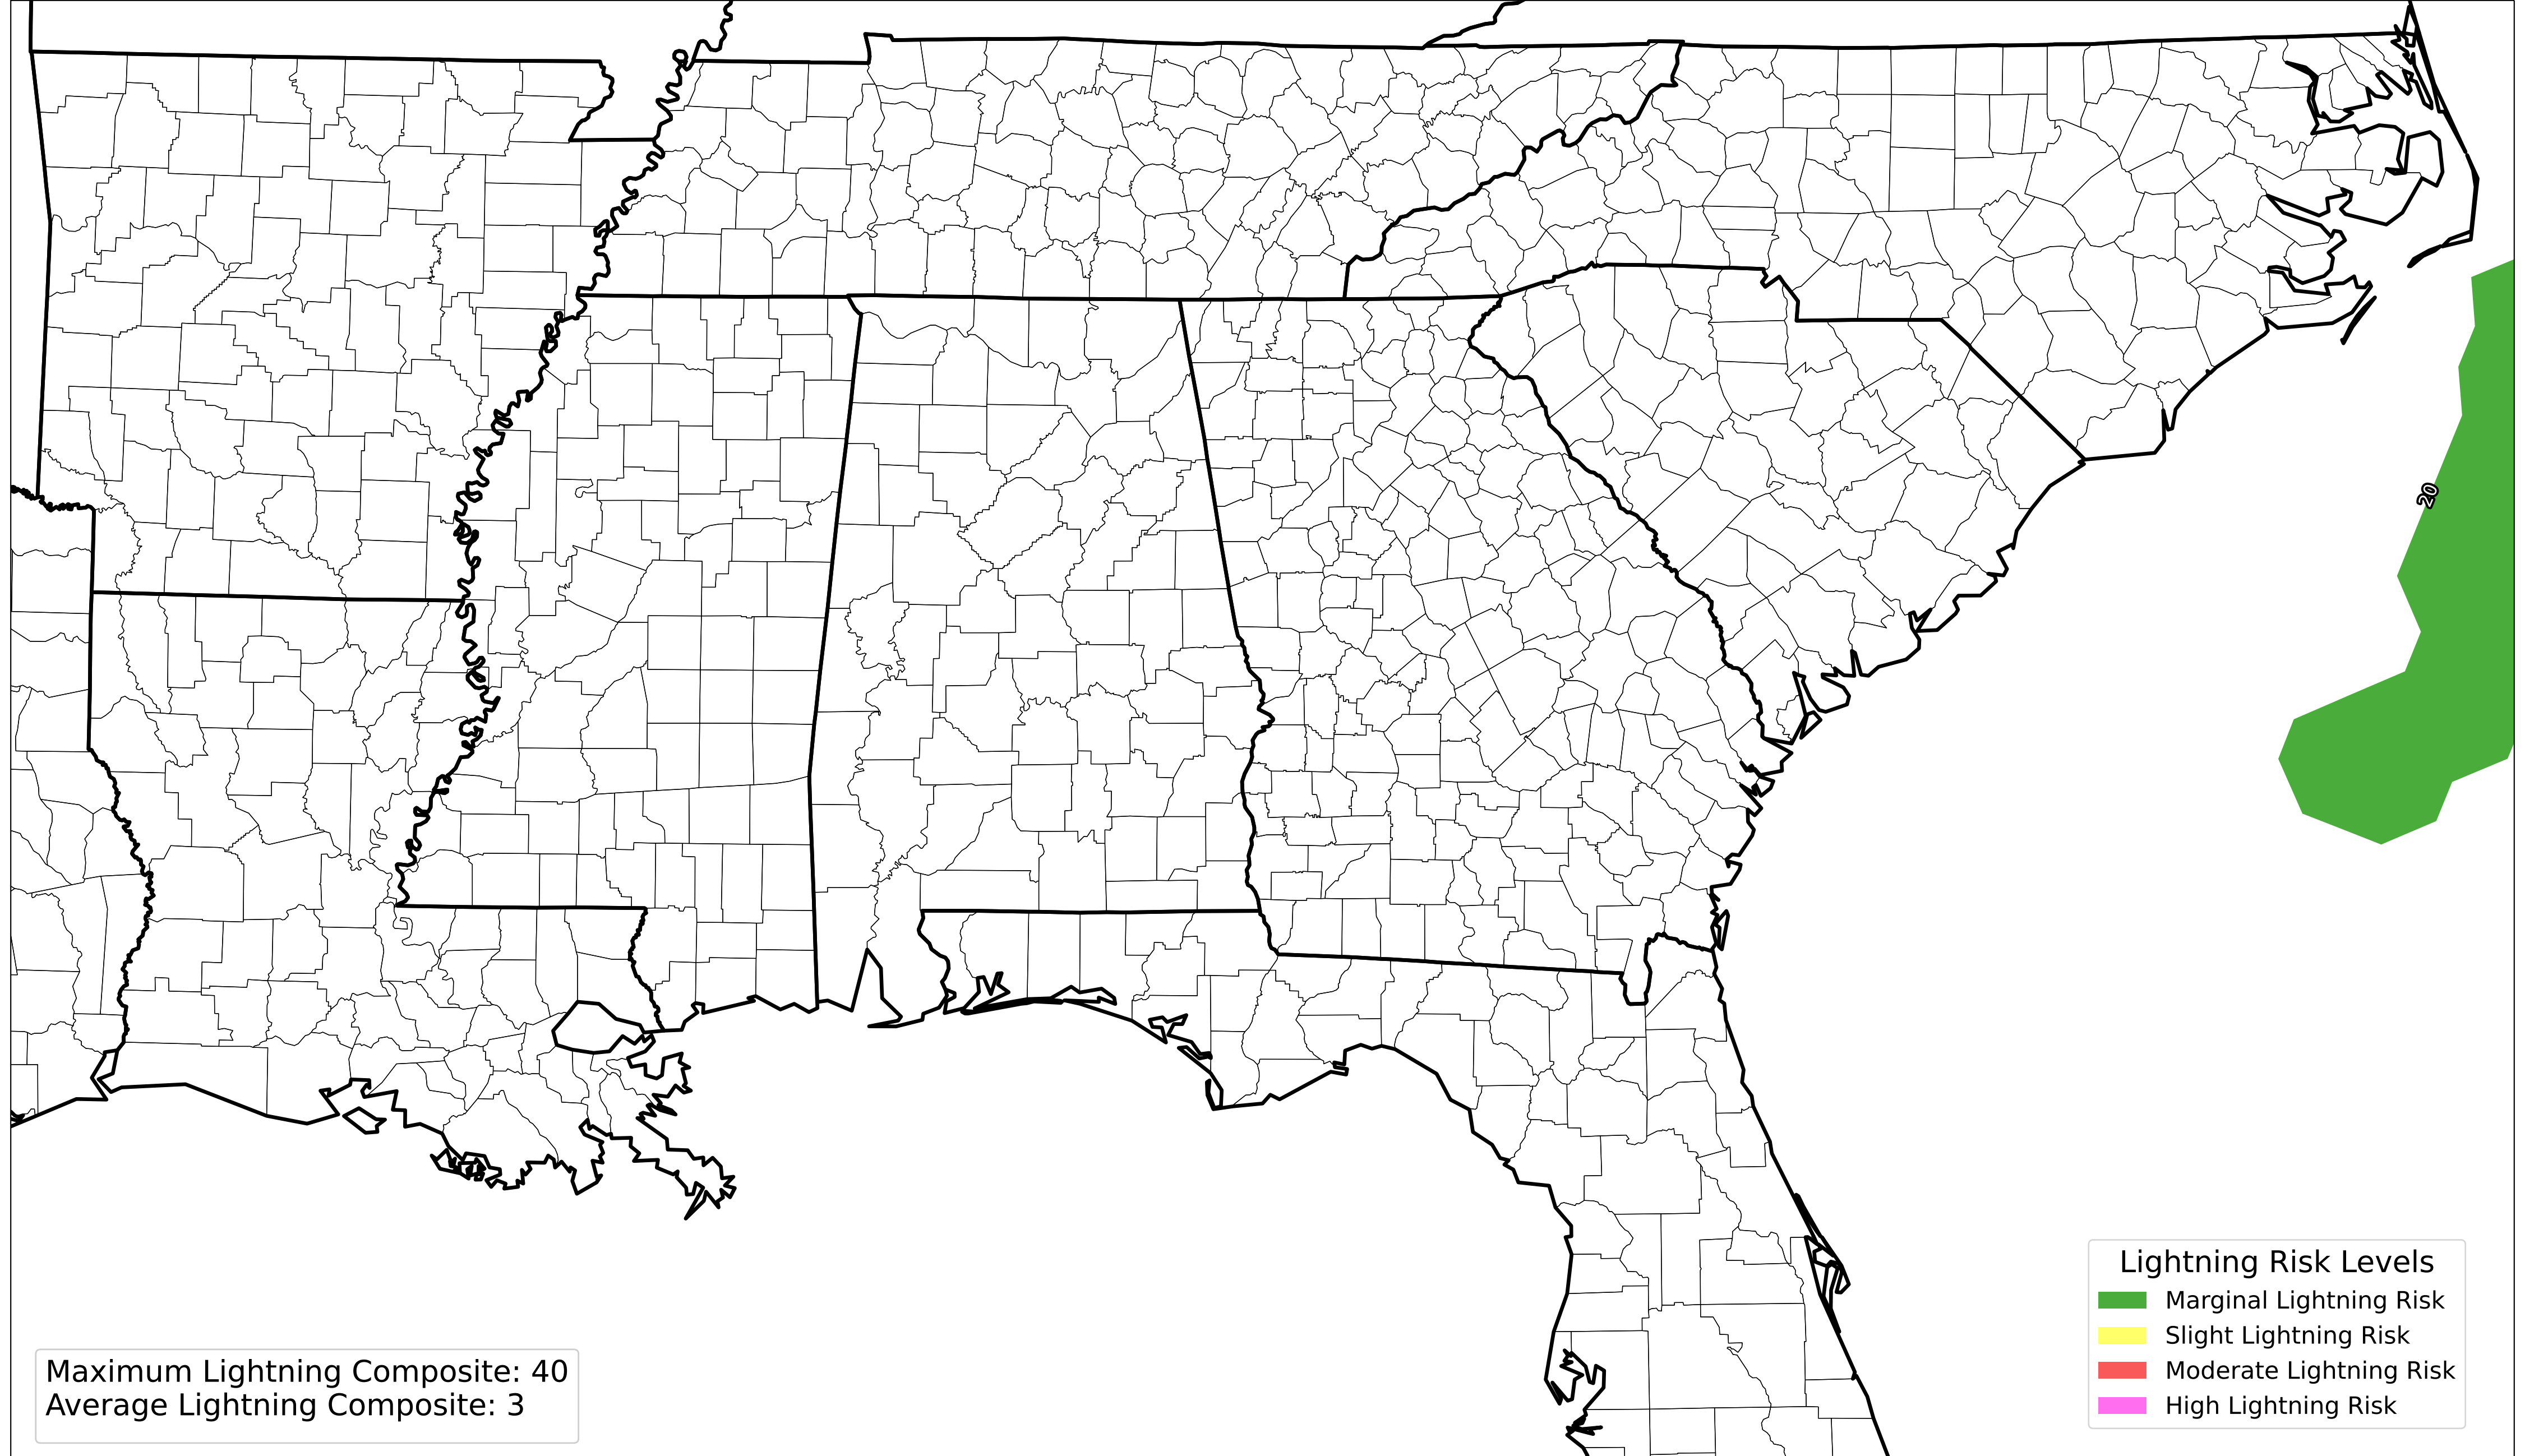 20
Lightning Risk Levels
Marginal Lightning Risk
Slight Lightning Risk
Moderate Lightning Risk
High Lightning Risk
Maximum Lightning Composite: 40
Average Lightning Composite: 3